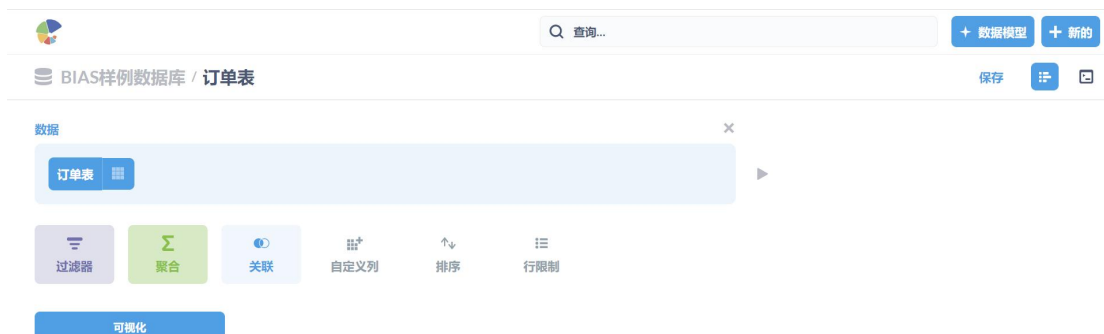 查询...
数据模型
新的
BIAS样例数据库 / 订单表
保存
数据
订单表
过滤器
聚合
关联
自定义列
排序
行限制
可视化